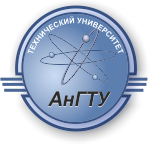 ТЕХНИЧЕСКИЙ УНИВЕРСИТЕТ
АнГТУ